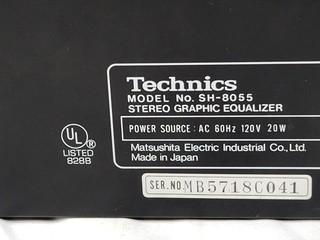 Technics
MODEL NO. SH-8055
STEREO GRAPHIC EQUALIZER
POWER SOURCE : AC 60Hz 120V 20W
Matsushita Electric Industrial Co., Ltd.
Made in Japan
UL
®
LISTED
828B
SER.NO.MB5718C041